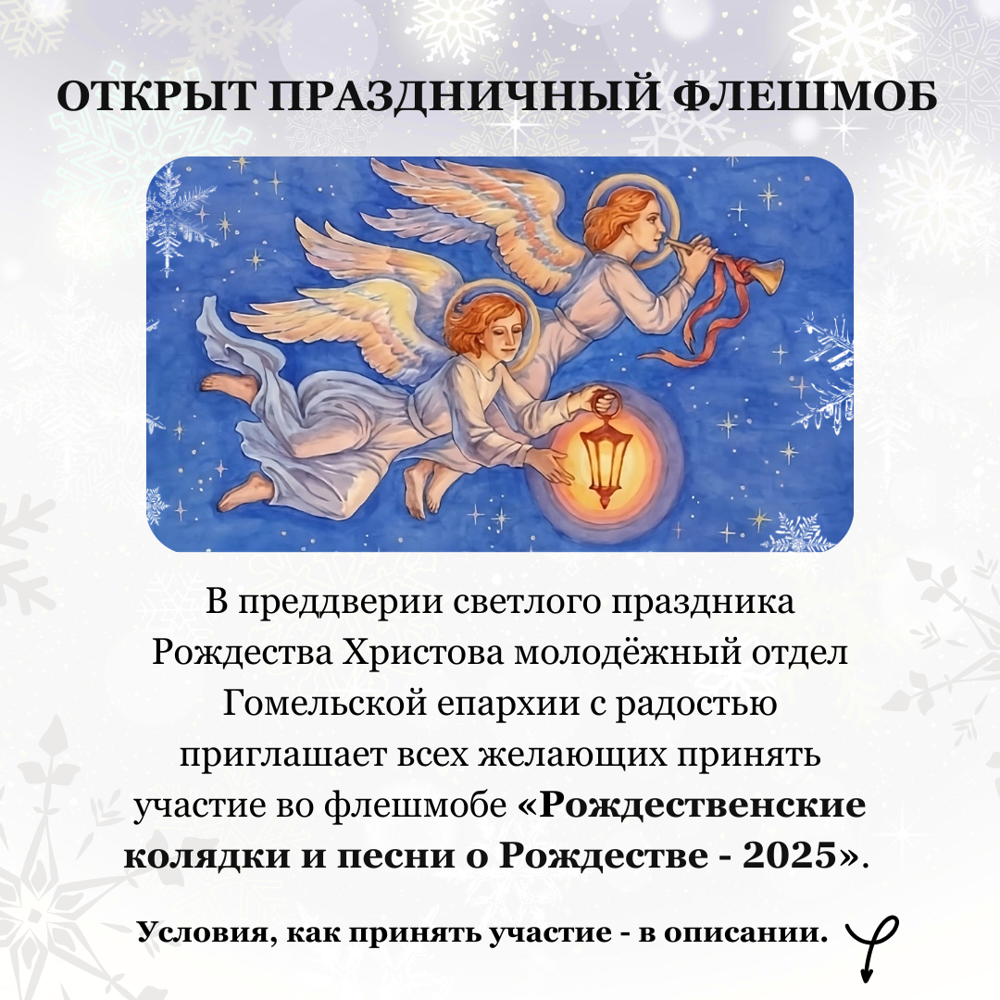 ОТКРЫТ ПРАЗДНИЧНЫЙ ФЛЕШМОБ
В преддверии светлого праздника
Рождества Христова молодёжный отдел
Гомельской епархии с радостью
приглашает всех желающих принять
участие во флешмобе «Рождественские
колядки и песни о Рождестве - 2025».
Условия, как принять участие - в описании.